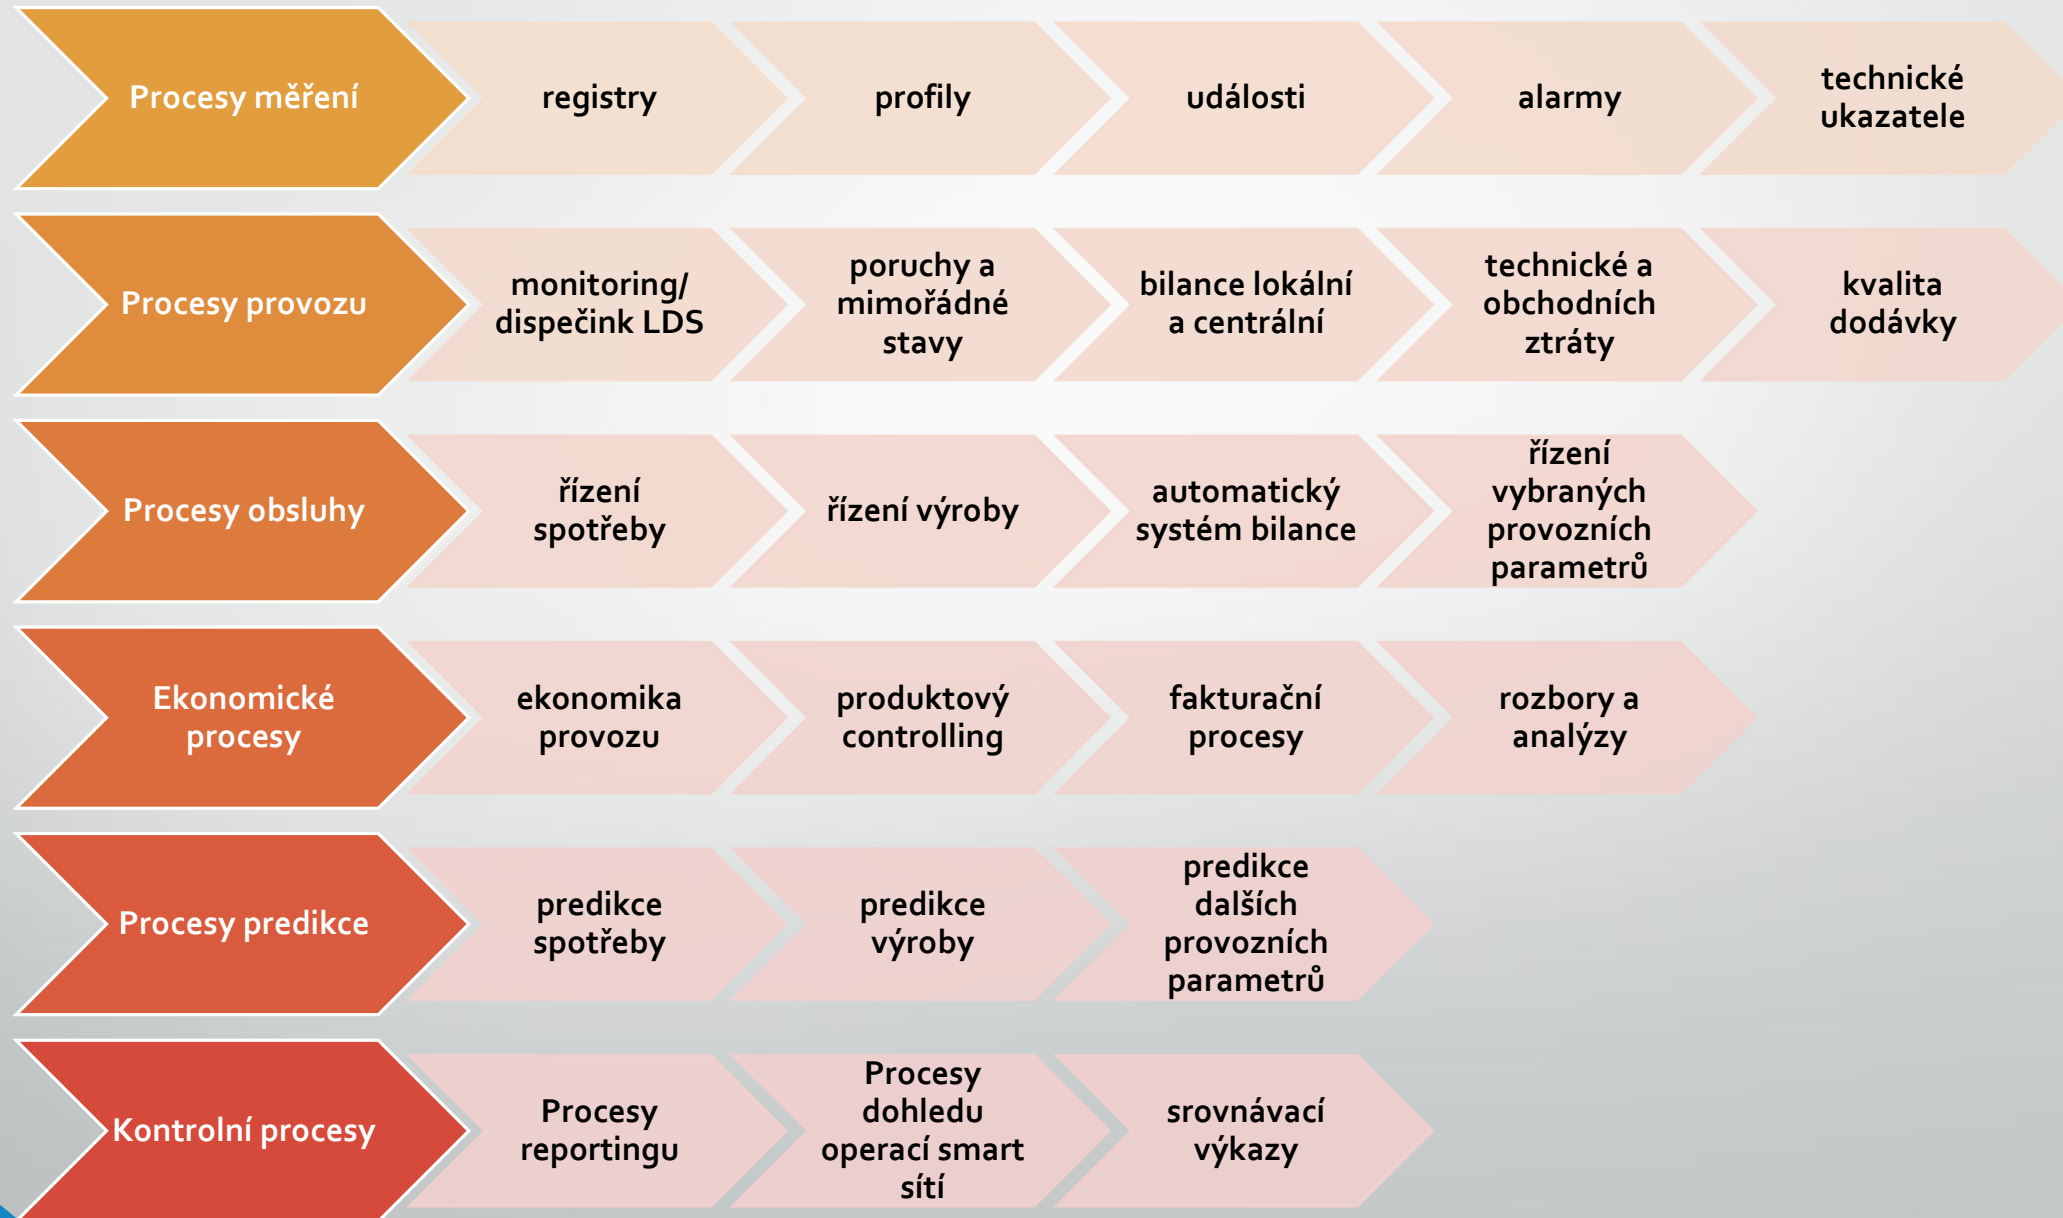 Procesy měření
registry
profily
události
alarmy
technické
ukazatele
Procesy provozu
monitoring/
dispečink LDS
poruchy a
mimořádné
stavy
bilance lokální
a centrální
technické a
obchodních
ztráty
kvalita
dodávky
Procesy obsluhy
řízení
spotřeby
řízení výroby
automatický
systém bilance
řízení
vybraných
provozních
parametrů
Ekonomické
procesy
ekonomika
provozu
produktový
controlling
fakturační
procesy
rozbory a
analýzy
Procesy predikce
predikce
spotřeby
predikce
výroby
predikce
dalších
provozních
parametrů
Kontrolní procesy
Procesy
reportingu
Procesy
dohledu
operací smart
sítí
srovnávací
výkazy